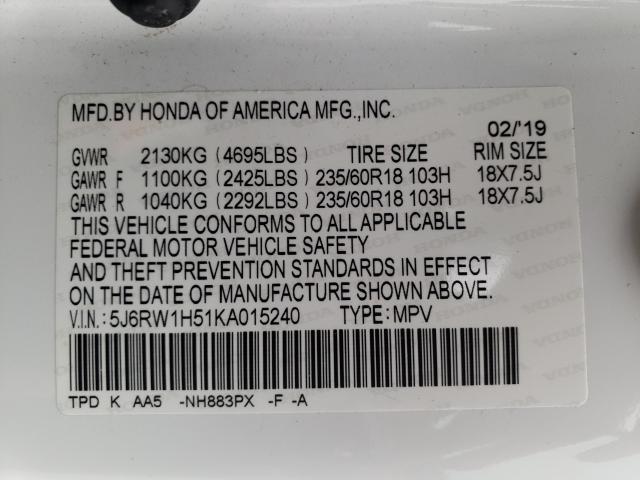 MFD.BY HONDA OF AMERICA MFG.,INC.
02/'19
GVWR 2130KG (4695LBS) TIRE SIZE RIM SIZE
GAWR F 1100KG (2425LBS) 235/60R18 103H 18X7.5J
GAWR R 1040KG (2292LBS) 235/60R18 103H 18X7.5J
THIS VEHICLE CONFORMS TO ALL APPLICABLE
FEDERAL MOTOR VEHICLE SAFETY
AND THEFT PREVENTION STANDARDS IN EFFECT
ON THE DATE OF MANUFACTURE SHOWN ABOVE.
V.I.N.:5J6RW1H51KA015240 TYPE:MPV
TPD K AA5 -NH883PX -F -A